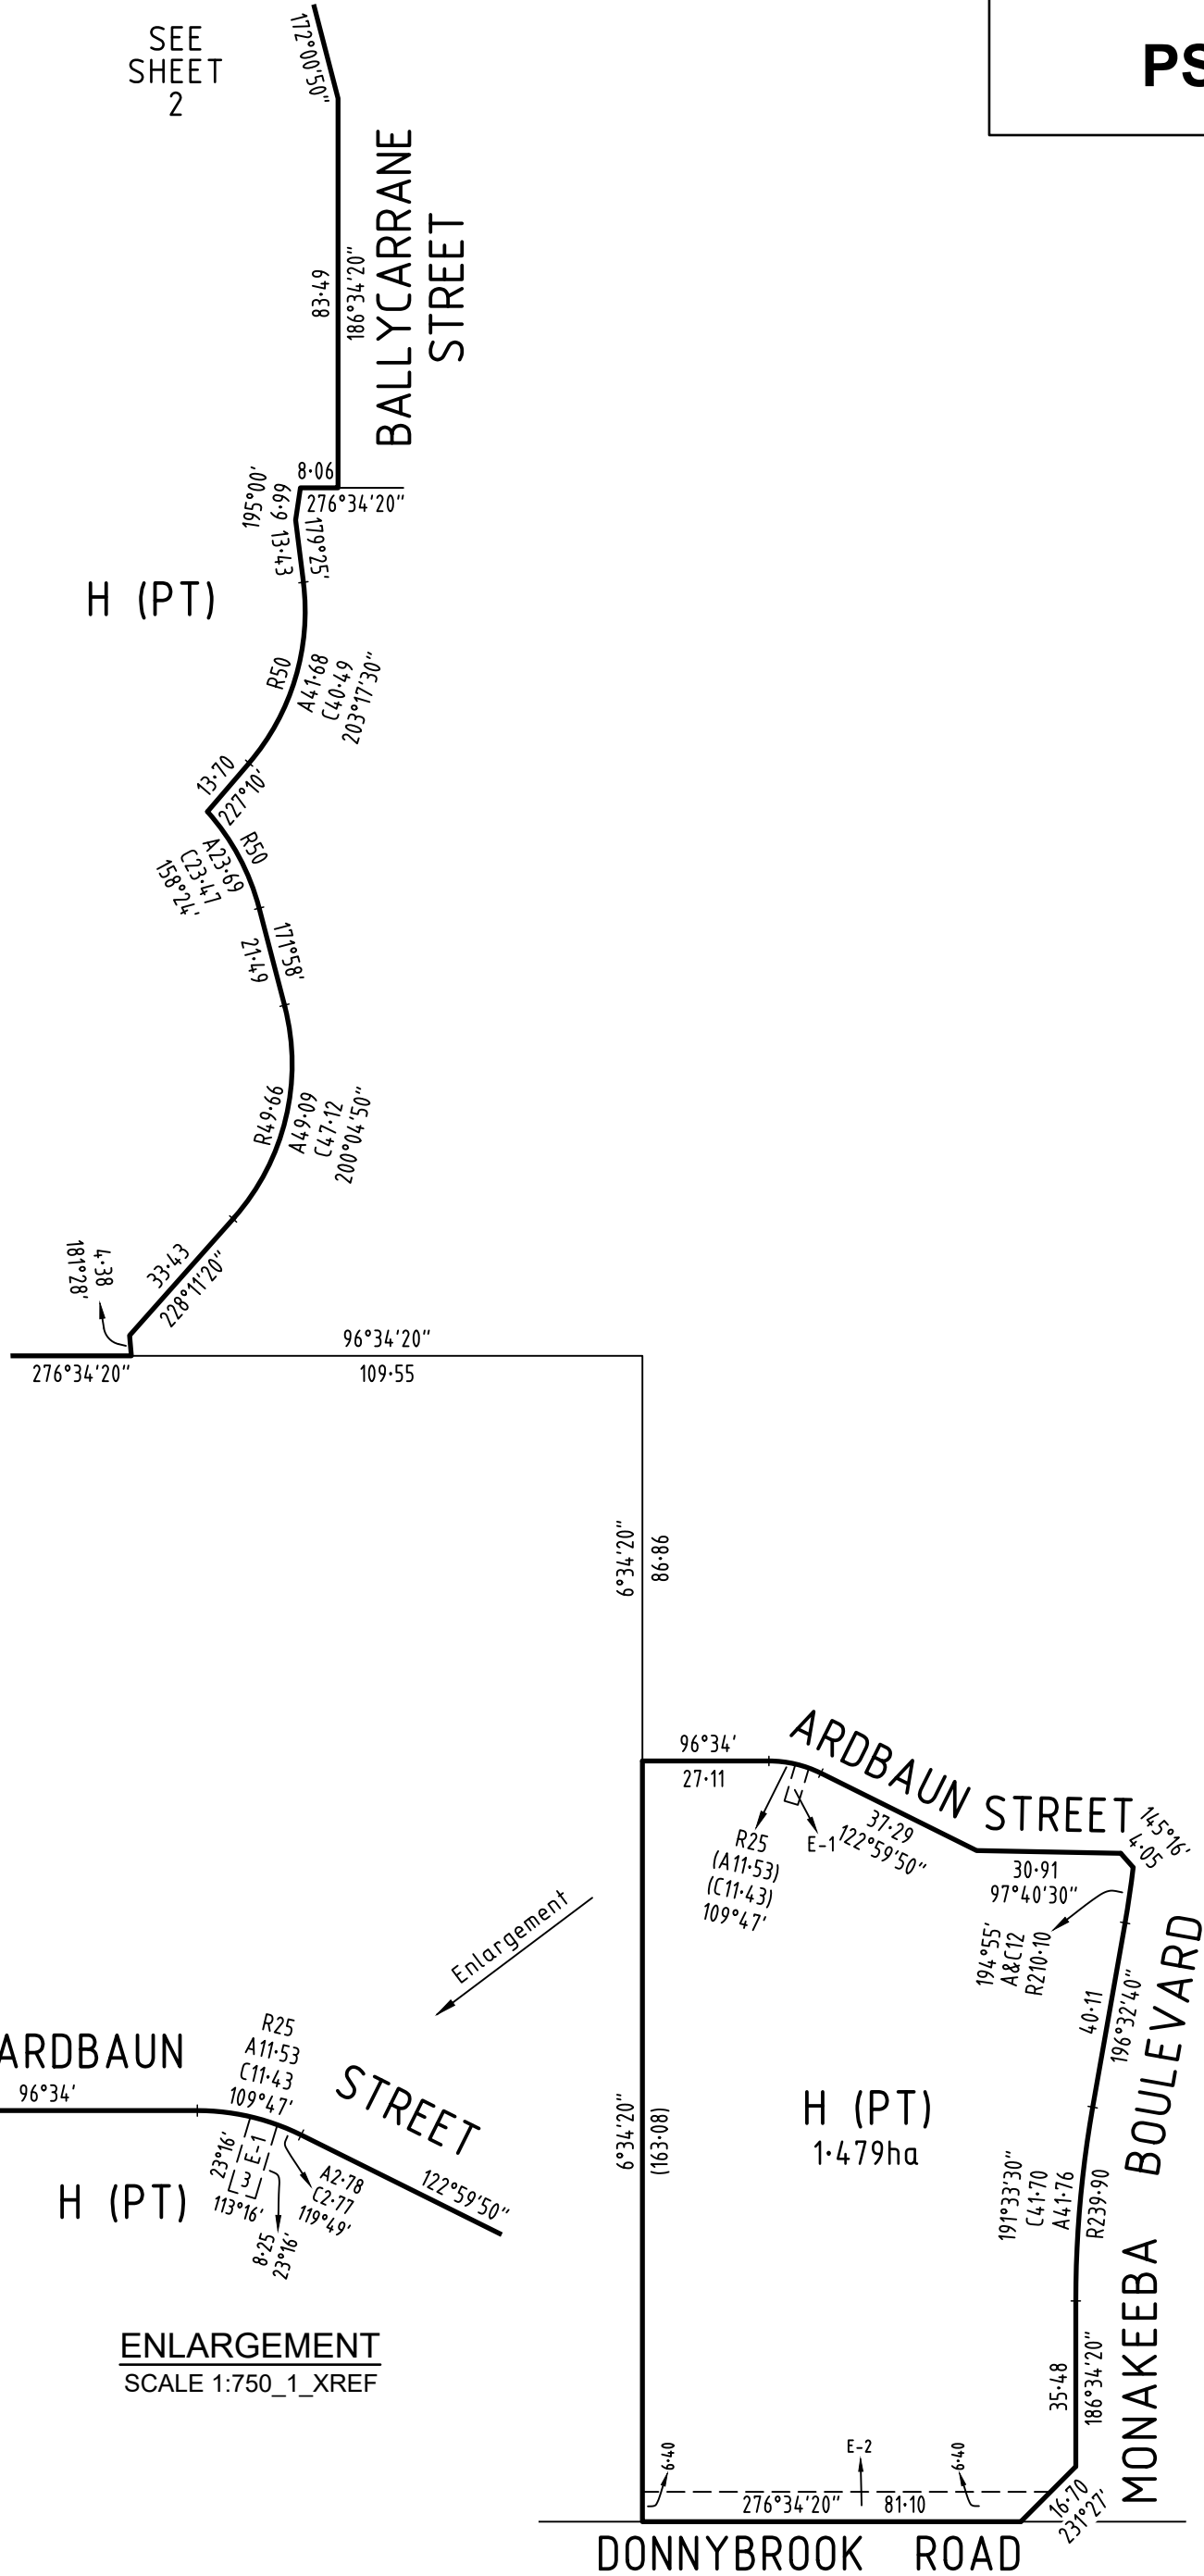 SEE
SHEET
2
172°00'50"
PS
BALLYCARRANE
STREET
83·49
186°34'20"
8·06
276°34'20"
195°00'
6·99
13·43
179°25'
H (PT)
R50
A41·68
C40·49
203°17'30"
13·70
227°10'
R50
A23·69
C23·47
158°24'
171°58'
21·49
R49·66
A49·09
C47·12
200°04'50"
33·43
228°11'20"
4·38
181°28'
276°34'20"
96°34'20"
109·55
6°34'20"
86·86
96°34'
27·11
ARDBAUN STREET
R25
(A11·53)
(C11·43)
109°47'
E-1
37·29
122°59'50"
30·91
97°40'30"
145°16'
4·05
194°55'
A&C12
R210·10
40·11
196°32'40"
MONAKEEBA BOULEVARD
Enlargement
ARDBAUN
96°34'
R25
A11·53
C11·43
109°47'
STREET
23°16'
E-1
3
113°16'
H (PT)
A2·78
C2·77
119°49'
122°59'50"
8·25
23°16'
ENLARGEMENT
SCALE 1:750_1_XREF
6°34'20"
(163·08)
H (PT)
1·479ha
191°33'30"
C41·70
A41·76
R239·90
35·48
186°34'20"
6·40
E-2
6·40
276°34'20"
81·10
16·70
231°27'
DONNYBROOK ROAD